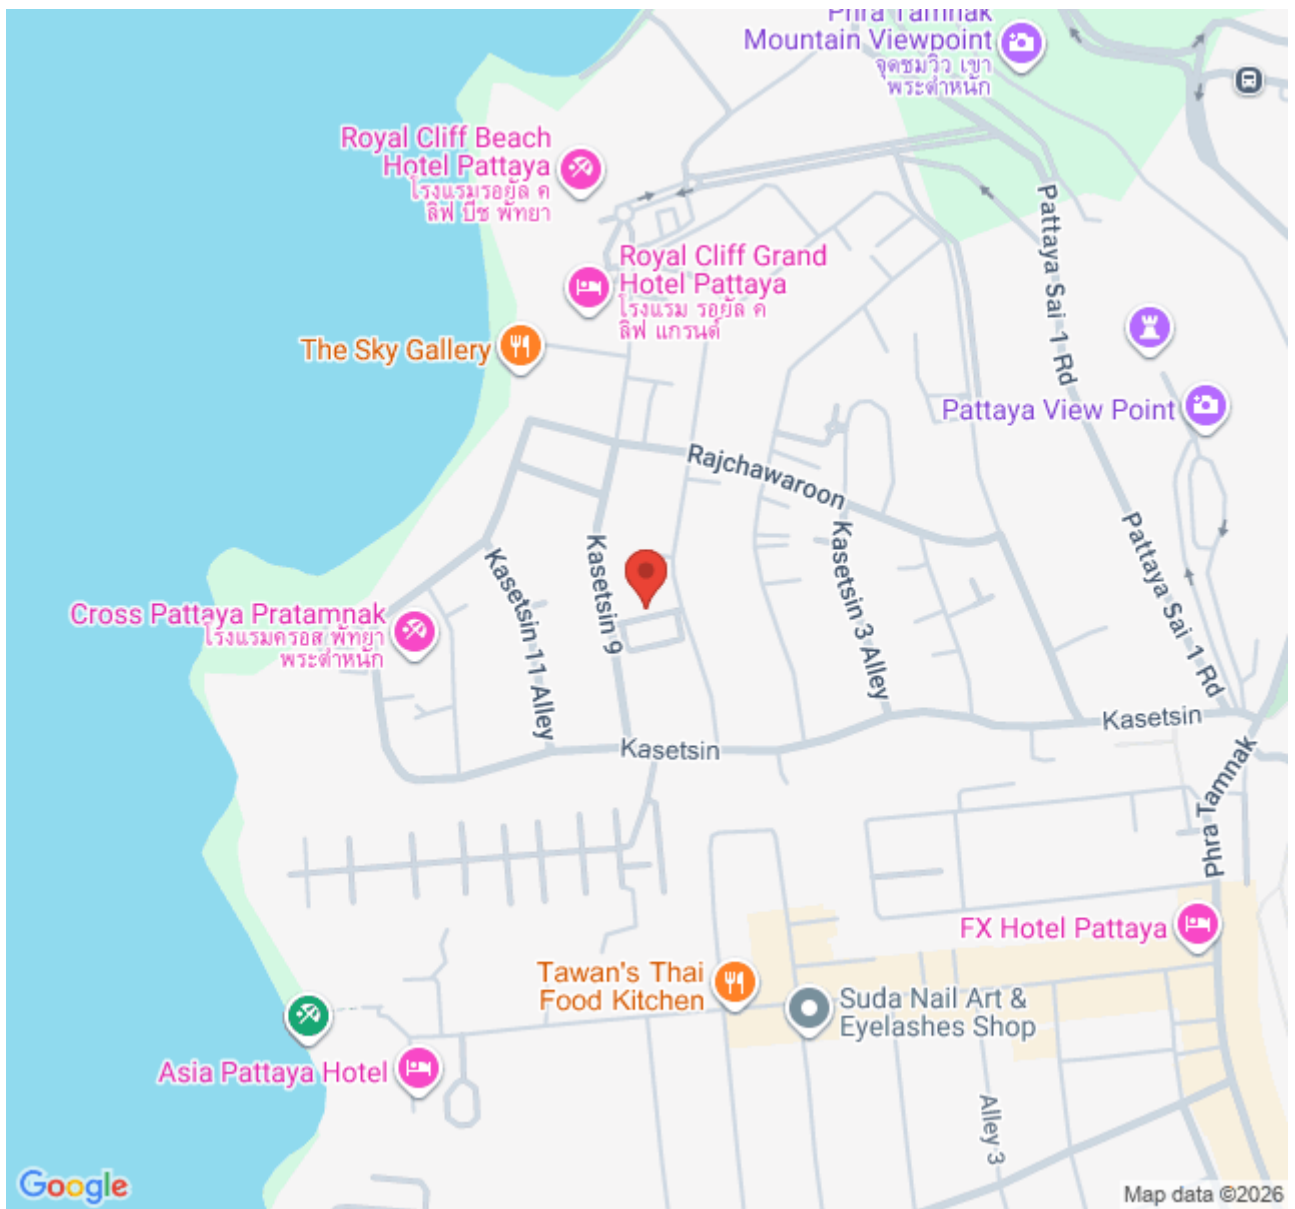 Phra Tamnak
Mountain Viewpoint
จุดชมวิว เขา
พระตำหนัก
Royal Cliff Beach
Hotel Pattaya
โรงแรมรอยัล ค
ลิฟ บีช พัทยา
Royal Cliff Grand
Hotel Pattaya
โรงแรม รอยัล ค
ลิฟ แกรนด์
The Sky Gallery
Pattaya Sai 1 Rd
Pattaya View Point
Rajchawaroon
Kasetsin 9
Kasetsin 11 Alley
Kasetsin 3 Alley
Pattaya Sai 1 Rd
Cross Pattaya Pratamnak
โรงแรมครอส พัทยา
พระตำหนัก
Kasetsin
Kasetsin
Phra Tamnak
FX Hotel Pattaya
Tawan's Thai
Food Kitchen
Suda Nail Art &
Eyelashes Shop
Asia Pattaya Hotel
Alley 3
Google
Map data ©2026